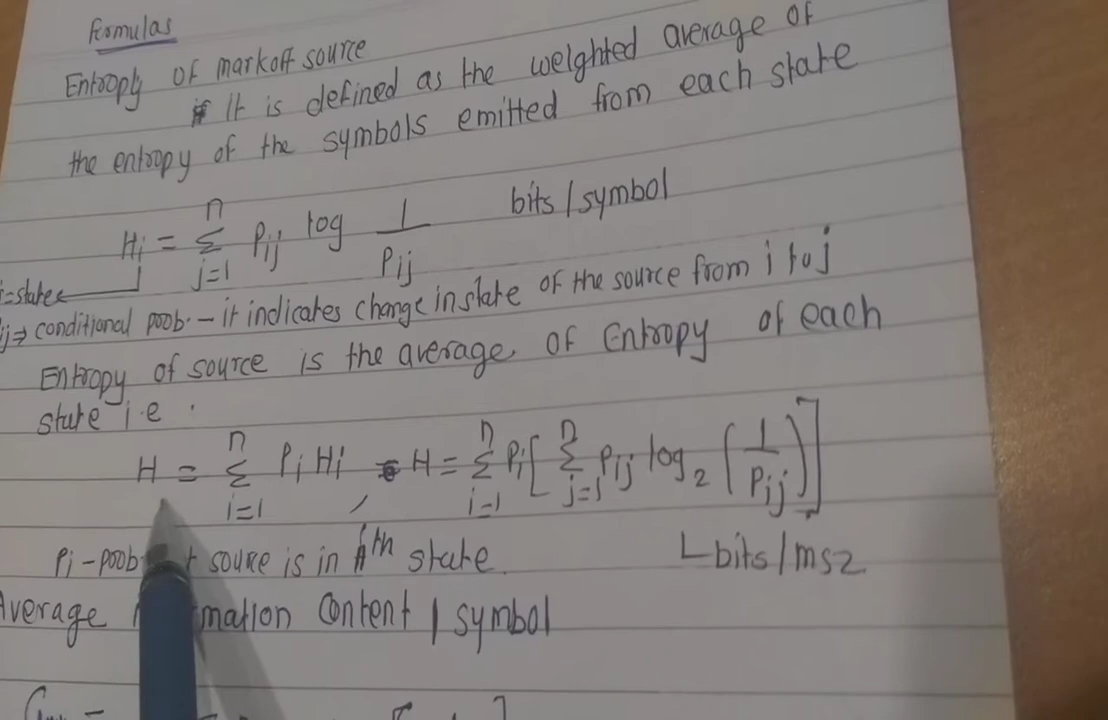 Formulas
Entropy of markoff source
It is defined as the weighted average of
the entropy of the symbols emitted from each state
Hi = Σ_{j=1}^{n} Pij log 1/Pij bits/symbol
i=state
ij→ conditional prob. - it indicates change in state of the source from i to j
Entropy of source is the average of Entropy of each
state i.e.
H = Σ_{i=1}^{n} Pi Hi , H = Σ_{i=1}^{n} Pi [ Σ_{j=1}^{n} Pij log₂ (1/Pij) ]
Pi - prob souce is in ith state.
bits/msz
Average mation Content / symbol